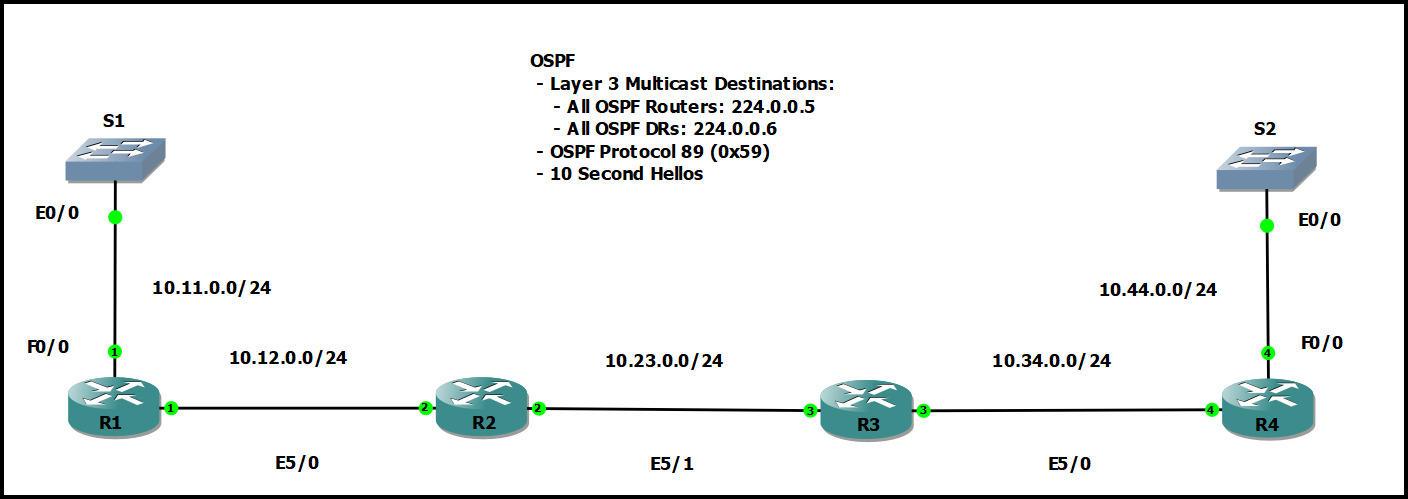 OSPF
- Layer 3 Multicast Destinations:
- All OSPF Routers: 224.0.0.5
- All OSPF DRs: 224.0.0.6
- OSPF Protocol 89 (0x59)
- 10 Second Hellos
S1
S2
E0/0
E0/0
10.11.0.0/24
10.44.0.0/24
F0/0
1
4
F0/0
10.12.0.0/24
10.23.0.0/24
10.34.0.0/24
R1
1
2
R2
2
3
R3
3
4
R4
E5/0
E5/1
E5/0